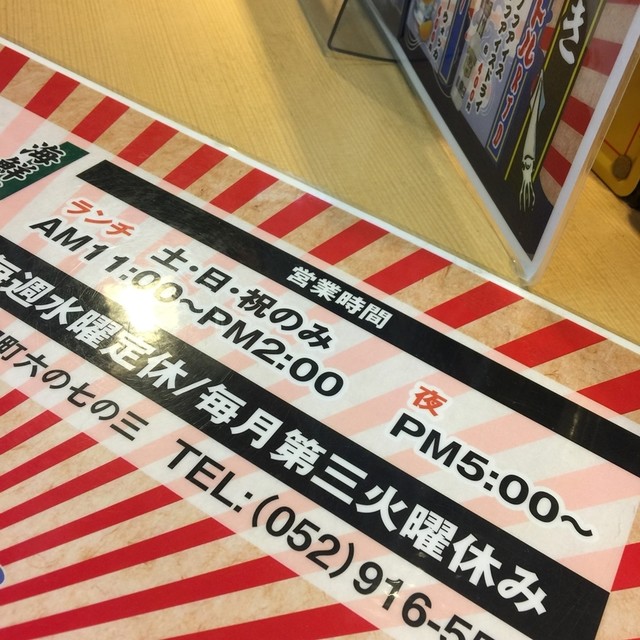 海鮮
営業時間
ランチ 土・日・祝のみ
AM11:00～PM2:00
夜
PM5:00～
毎週水曜定休/毎月第三火曜休み
町六の七の三
TEL:(052)916-5